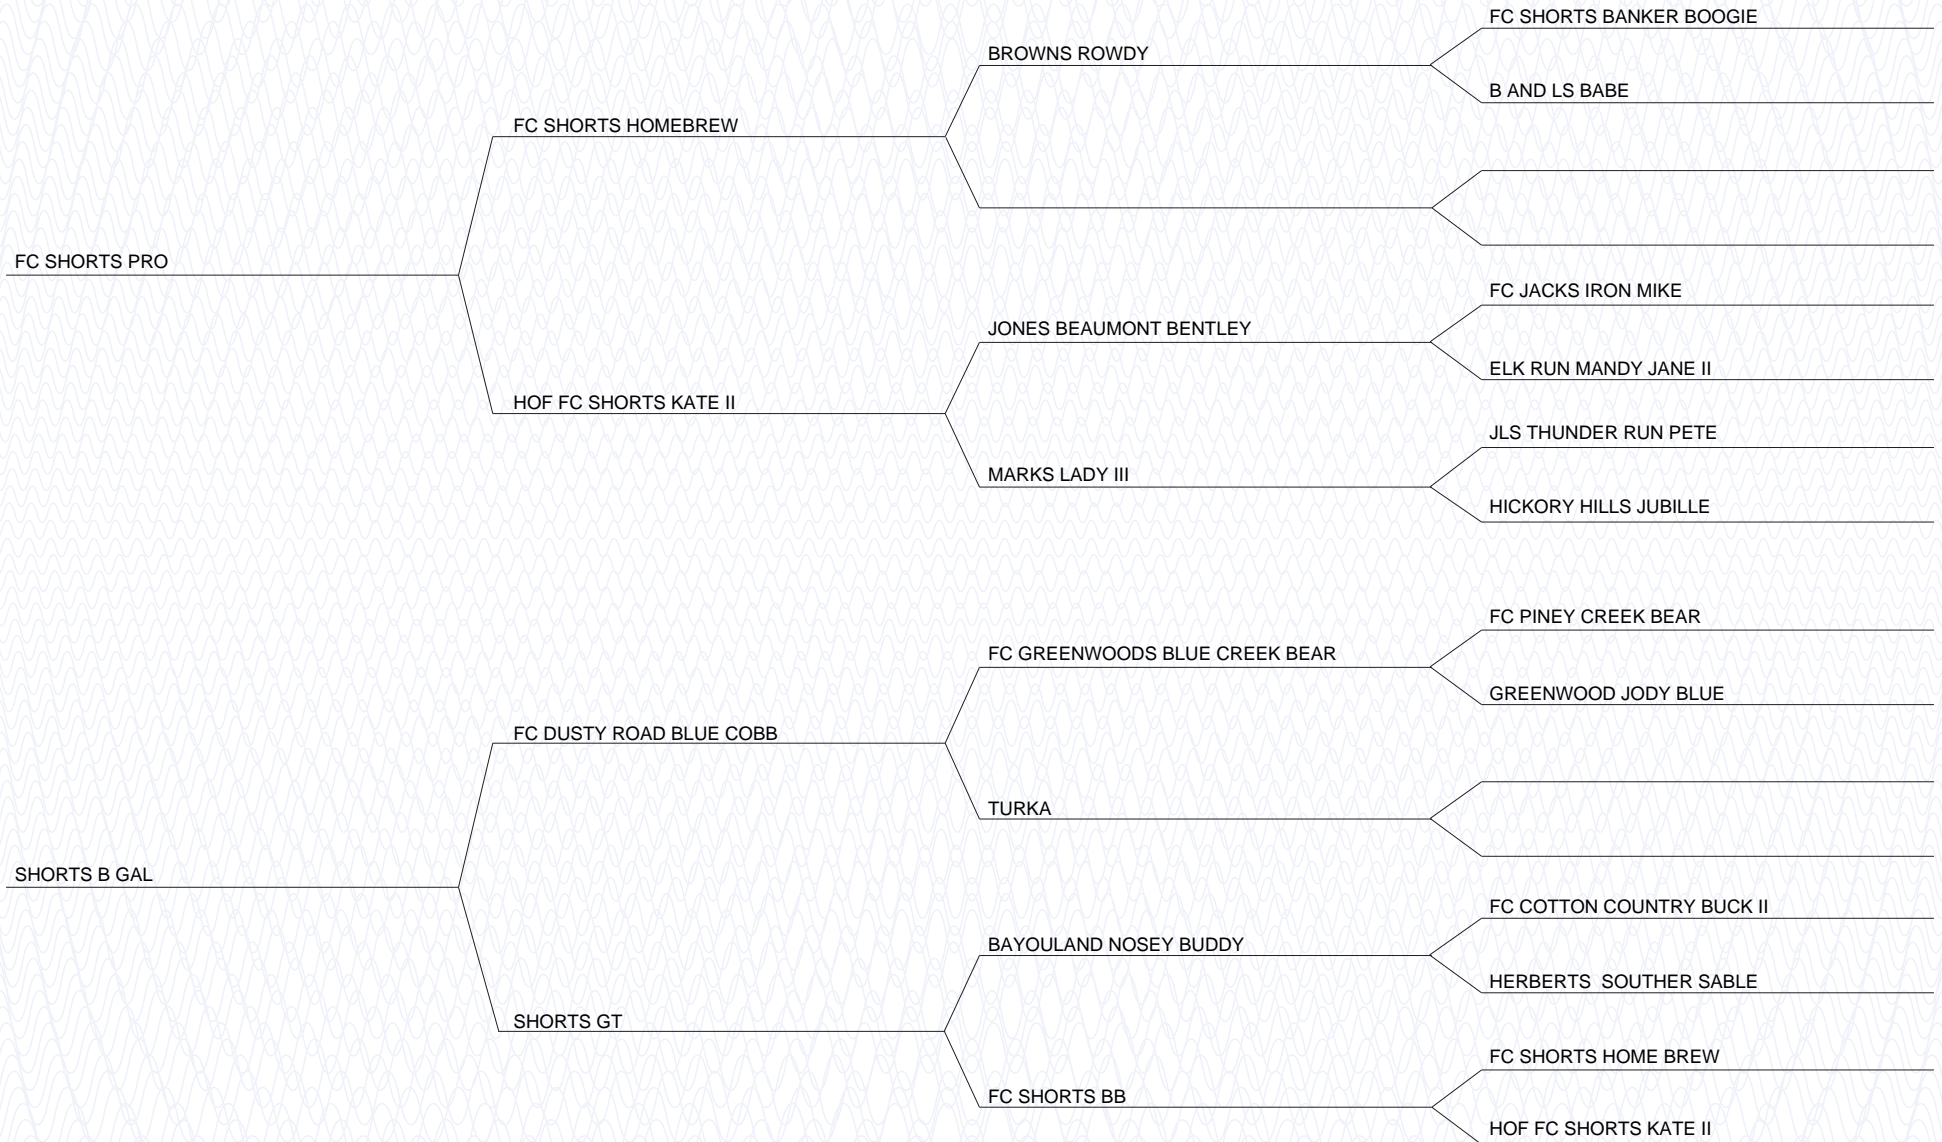 FC SHORTS BANKER BOOGIE
BROWNS ROWDY
B AND LS BABE
FC SHORTS HOMEBREW
FC SHORTS PRO
FC JACKS IRON MIKE
JONES BEAUMONT BENTLEY
ELK RUN MANDY JANE II
HOF FC SHORTS KATE II
JLS THUNDER RUN PETE
MARKS LADY III
HICKORY HILLS JUBILLE
FC PINEY CREEK BEAR
FC GREENWOODS BLUE CREEK BEAR
GREENWOOD JODY BLUE
FC DUSTY ROAD BLUE COBB
TURKA
SHORTS B GAL
FC COTTON COUNTRY BUCK II
BAYOULAND NOSEY BUDDY
HERBERTS  SOUTHER SABLE
SHORTS GT
FC SHORTS HOME BREW
FC SHORTS BB
HOF FC SHORTS KATE II